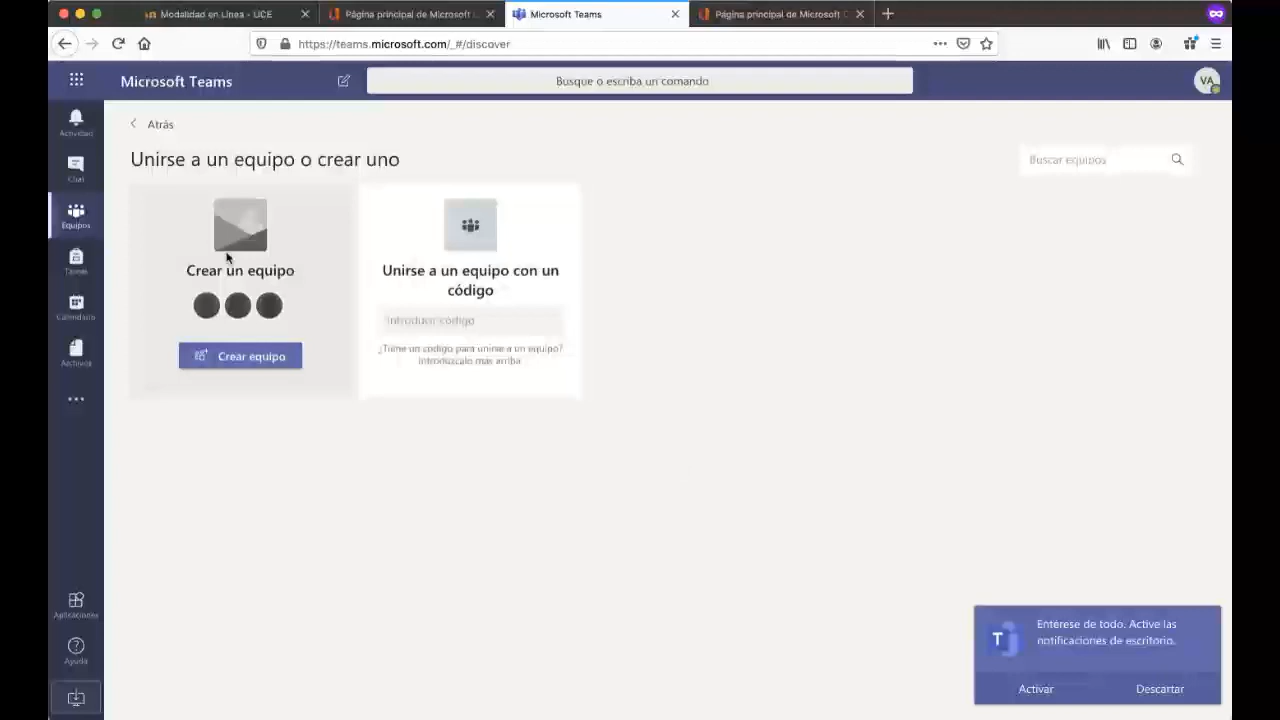 Modalidad en Línea - UCE
Página principal de Microsoft
Microsoft Teams
Página principal de Microsoft
https://teams.microsoft.com/_#/discover
Microsoft Teams
Busque o escriba un comando
VA
Actividad
Chat
Equipos
Tareas
Calendario
Archivos
Aplicaciones
Ayuda
Atrás
Unirse a un equipo o crear uno
Buscar equipos
Crear un equipo
Crear equipo
Unirse a un equipo con un
código
Introducir código
¿Tiene un código para unirse a un equipo?
Introdúzcalo más arriba
Entérese de todo. Active las
notificaciones de escritorio.
Activar
Descartar